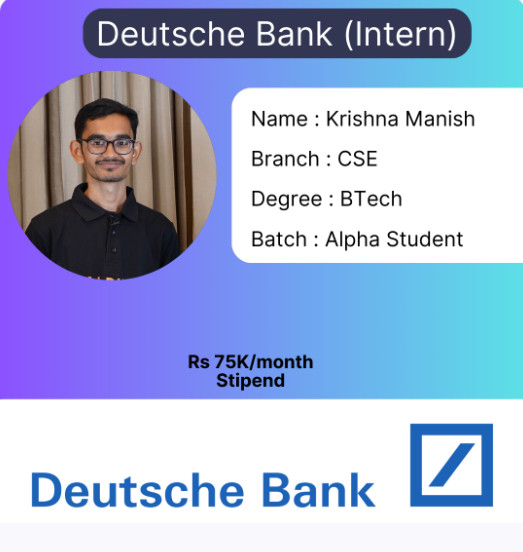 Deutsche Bank (Intern)
Name : Krishna Manish
Branch : CSE
Degree : BTech
Batch : Alpha Student
Rs 75K/month
Stipend
Deutsche Bank